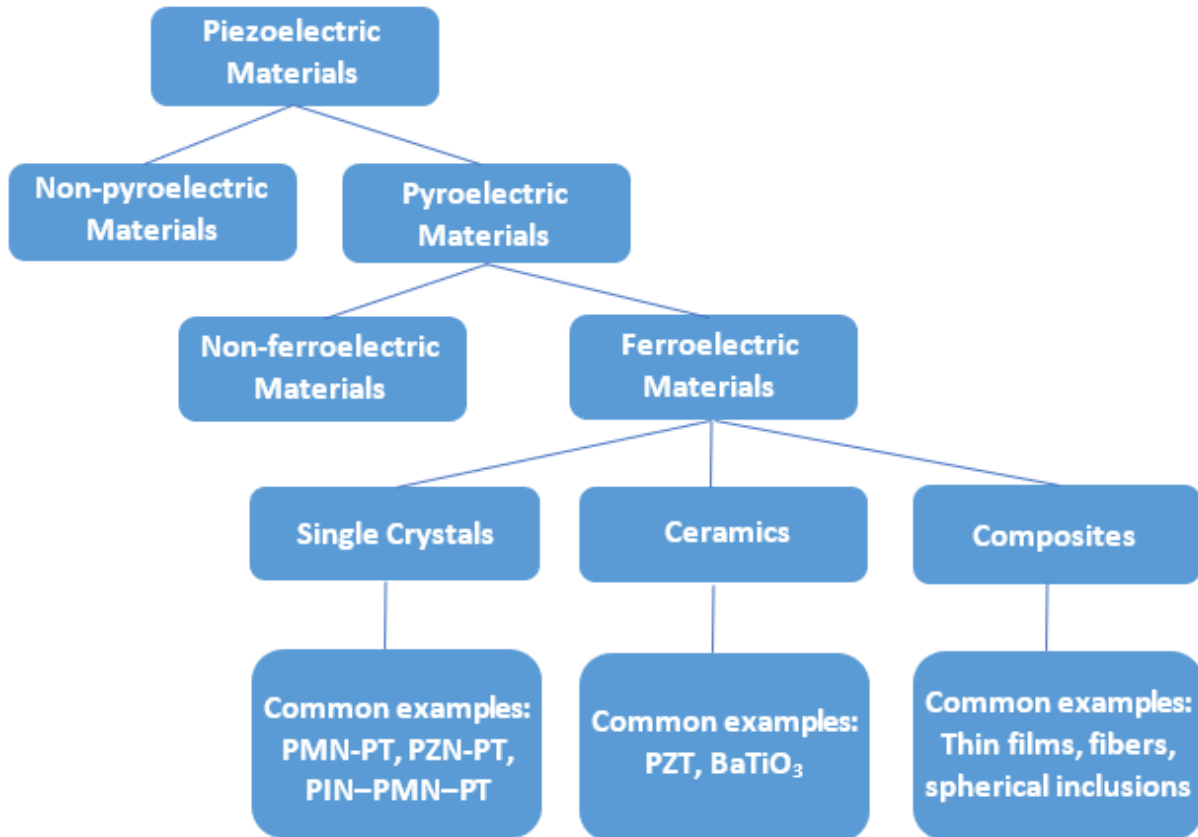 Piezoelectric
Materials
Non-pyroelectric
Materials
Pyroelectric
Materials
Non-ferroelectric
Materials
Ferroelectric
Materials
Single Crystals
Ceramics
Composites
Common examples:
PMN-PT, PZN-PT,
PIN–PMN–PT
Common examples:
PZT, BaTiO₃
Common examples:
Thin films, fibers,
spherical inclusions